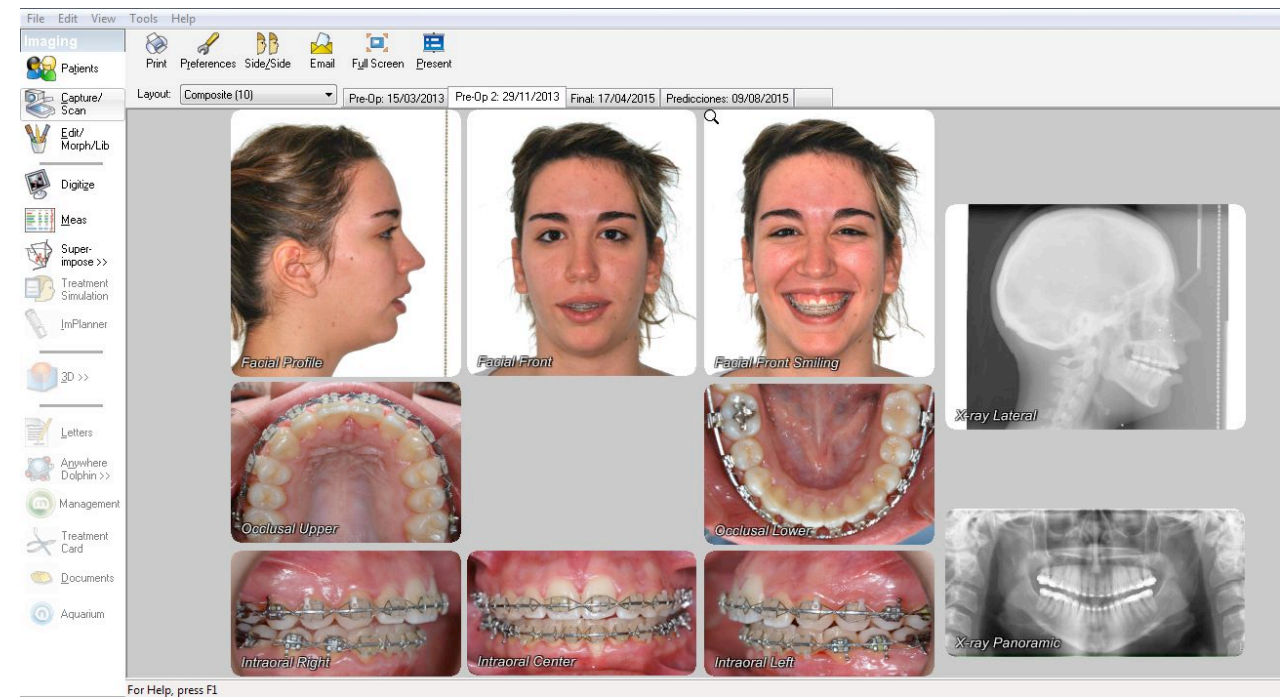 File Edit View Tools Help
Imaging
Patients
Capture/
Scan
Edit/
Morph/Lib
Digitize
Meas
Super-
impose >>
Treatment
Simulation
ImPlanner
3D >>
Letters
Anywhere
Dolphin >>
Management
Treatment
Card
Documents
Aquarium
Print Preferences Side/Side Email Full Screen Present
Layout: Composite (10) Pre-Op: 15/03/2013 Pre-Op 2: 29/11/2013 Final: 17/04/2015 Predicciones: 09/08/2015
Facial Profile
Facial Front
Facial Front Smiling
X-ray Lateral
Occlusal Upper
Occlusal Lower
Intraoral Right
Intraoral Center
Intraoral Left
X-ray Panoramic
For Help, press F1